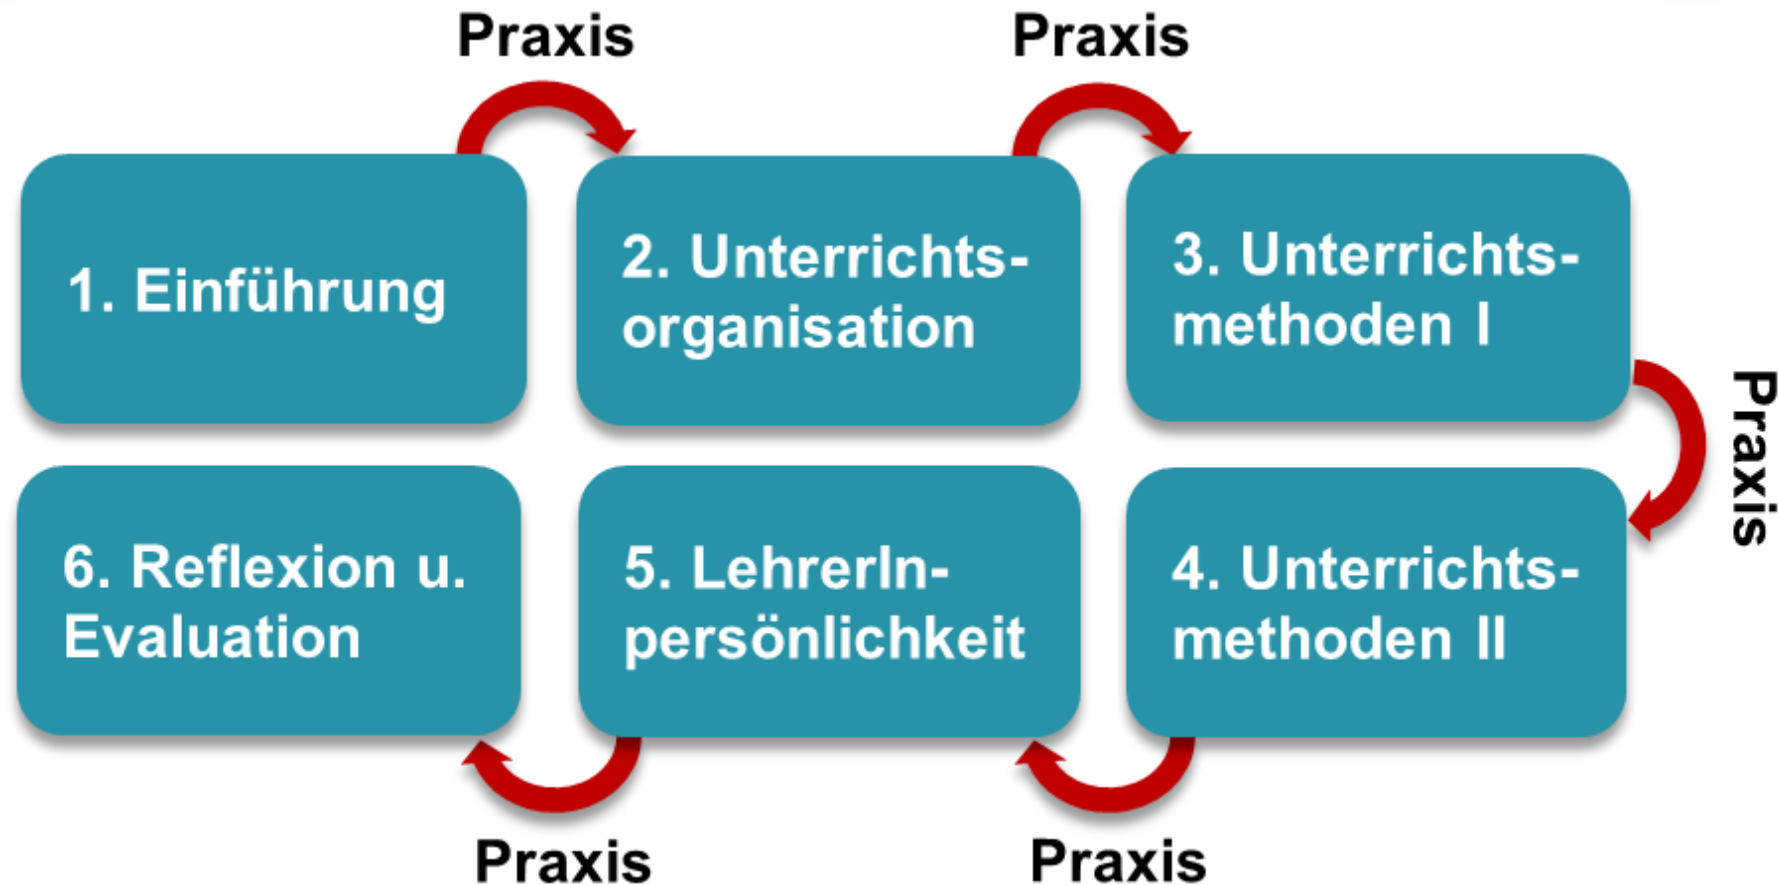 Praxis
Praxis
1. Einführung
2. Unterrichts-
organisation
3. Unterrichts-
methoden I
Praxis
4. Unterrichts-
methoden II
5. LehrerIn-
persönlichkeit
6. Reflexion u.
Evaluation
Praxis
Praxis